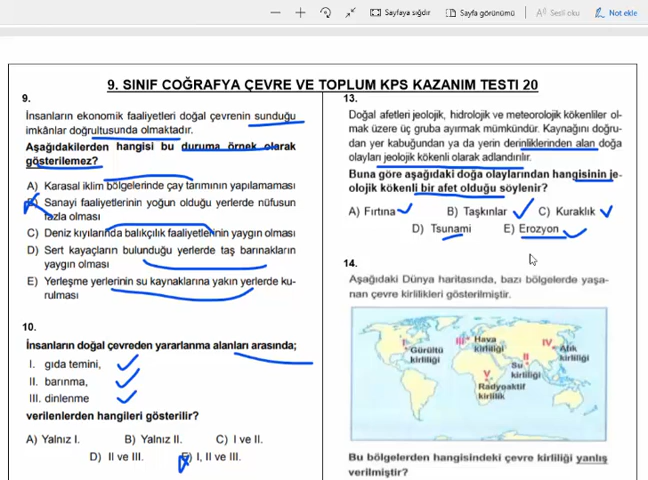 Sayfaya sığdır
Sayfa görünümü
Sesli oku
Not ekle
9. SINIF COĞRAFYA ÇEVRE VE TOPLUM KPS KAZANIM TESTI 20
9.
İnsanların ekonomik faaliyetleri doğal çevrenin sunduğu
imkânlar doğrultusunda olmaktadır.
Aşağıdakilerden hangisi bu duruma örnek olarak
gösterilemez?
A) Karasal iklim bölgelerinde çay tarımının yapılamaması
Sanayi faaliyetlerinin yoğun olduğu yerlerde nüfusun
fazla olması
C) Deniz kıyılarında balıkçılık faaliyetlerinin yaygın olması
D) Sert kayaçların bulunduğu yerlerde taş barınakların
yaygın olması
E) Yerleşme yerlerinin su kaynaklarına yakın yerlerde ku-
rulması
10.
İnsanların doğal çevreden yararlanma alanları arasında;
I. gıda temini,
II. barınma,
III. dinlenme
verilenlerden hangileri gösterilir?
A) Yalnız I.
B) Yalnız II.
C) I ve II.
D) II ve III.
E) I, II ve III.
13.
Doğal afetleri jeolojik, hidrolojik ve meteorolojik kökenliler ol-
mak üzere üç gruba ayırmak mümkündür. Kaynağını doğru-
dan yer kabuğundan ya da yerin derinliklerinden alan doğa
olayları jeolojik kökenli olarak adlandırılır.
Buna göre aşağıdaki doğa olaylarından hangisinin je-
olojik kökenli bir afet olduğu söylenir?
A) Fırtına
B) Taşkınlar
C) Kuraklık
D) Tsunami
E) Erozyon
14.
Aşağıdaki Dünya haritasında, bazı bölgelerde yaşa-
nan çevre kirlilikleri gösterilmiştir.
I
Gürültü
kirliliği
III
Hava
kirliliği
II
Su
kirliliği
IV
Atık
kirliliği
V
Radyoaktif
kirlilik
Bu bölgelerden hangisindeki çevre kirliliği yanlış
verilmiştir?